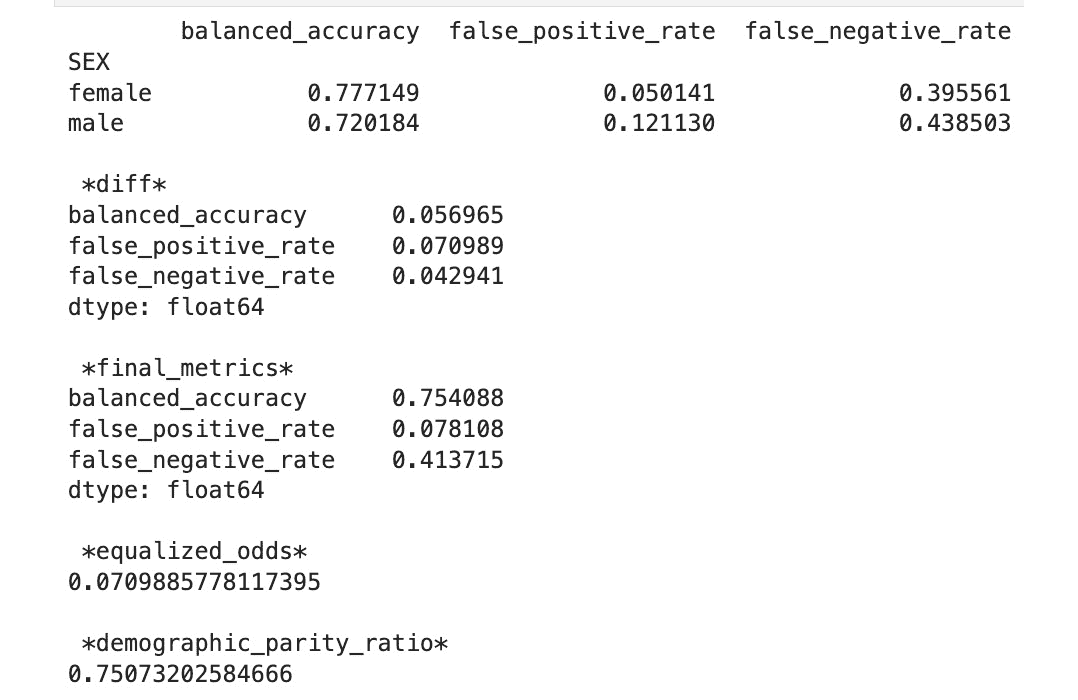 balanced_accuracy false_positive_rate false_negative_rate
SEX
female 0.777149 0.050141 0.395561
male 0.720184 0.121130 0.438503
*diff*
balanced_accuracy 0.056965
false_positive_rate 0.070989
false_negative_rate 0.042941
dtype: float64
*final_metrics*
balanced_accuracy 0.754088
false_positive_rate 0.078108
false_negative_rate 0.413715
dtype: float64
*equalized_odds*
0.0709885778117395
*demographic_parity_ratio*
0.75073202584666